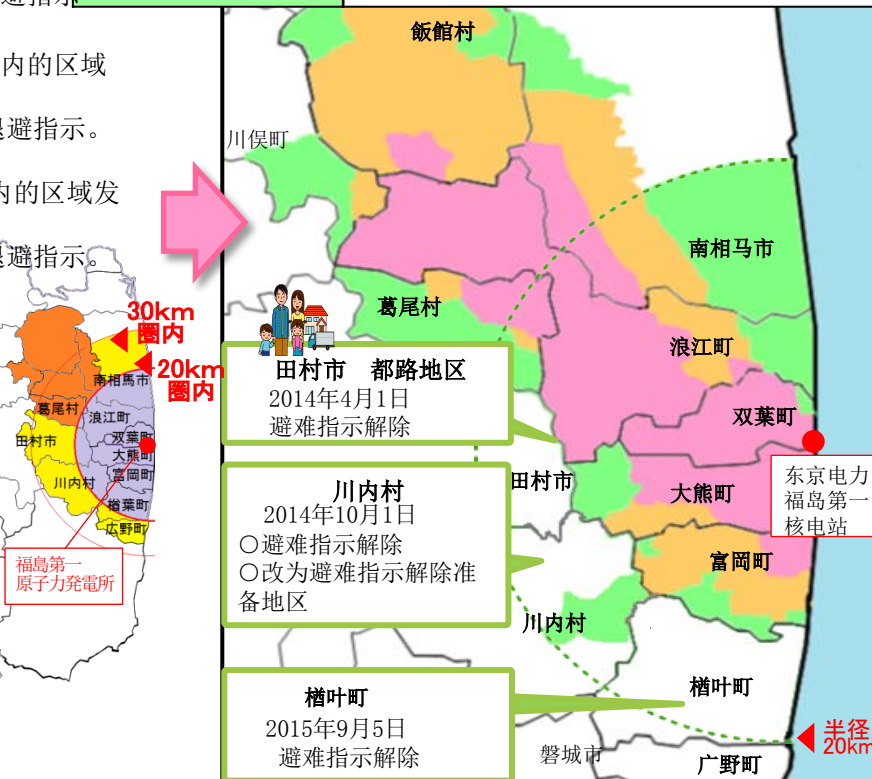 避指示
内的区域
退避指示。
内的区域发
退避指示。
30km
圏内
20km
圏内
南相馬市
葛尾村
浪江町
田村市
双葉町
大熊町
川内村
富岡町
楢葉町
広野町
福島第一
原子力発電所
飯館村
川俣町
南相马市
葛尾村
浪江町
田村市　都路地区
2014年4月1日
避难指示解除
双葉町
田村市
大熊町
东京电力
福岛第一
核电站
川内村
2014年10月1日
○避难指示解除
○改为避难指示解除准
备地区
富岡町
川内村
楢叶町
2015年9月5日
避难指示解除
楢叶町
磐城市
广野町
半径
20km